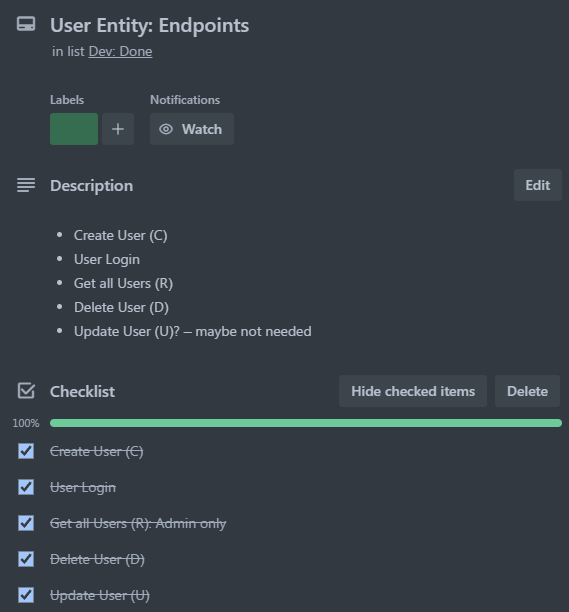 User Entity: Endpoints
in list Dev: Done
Labels Notifications
+ Watch
Description Edit
• Create User (C)
• User Login
• Get all Users (R)
• Delete User (D)
• Update User (U)? – maybe not needed
Checklist Hide checked items Delete
100%
Create User (C)
User Login
Get all Users (R): Admin only
Delete User (D)
Update User (U)